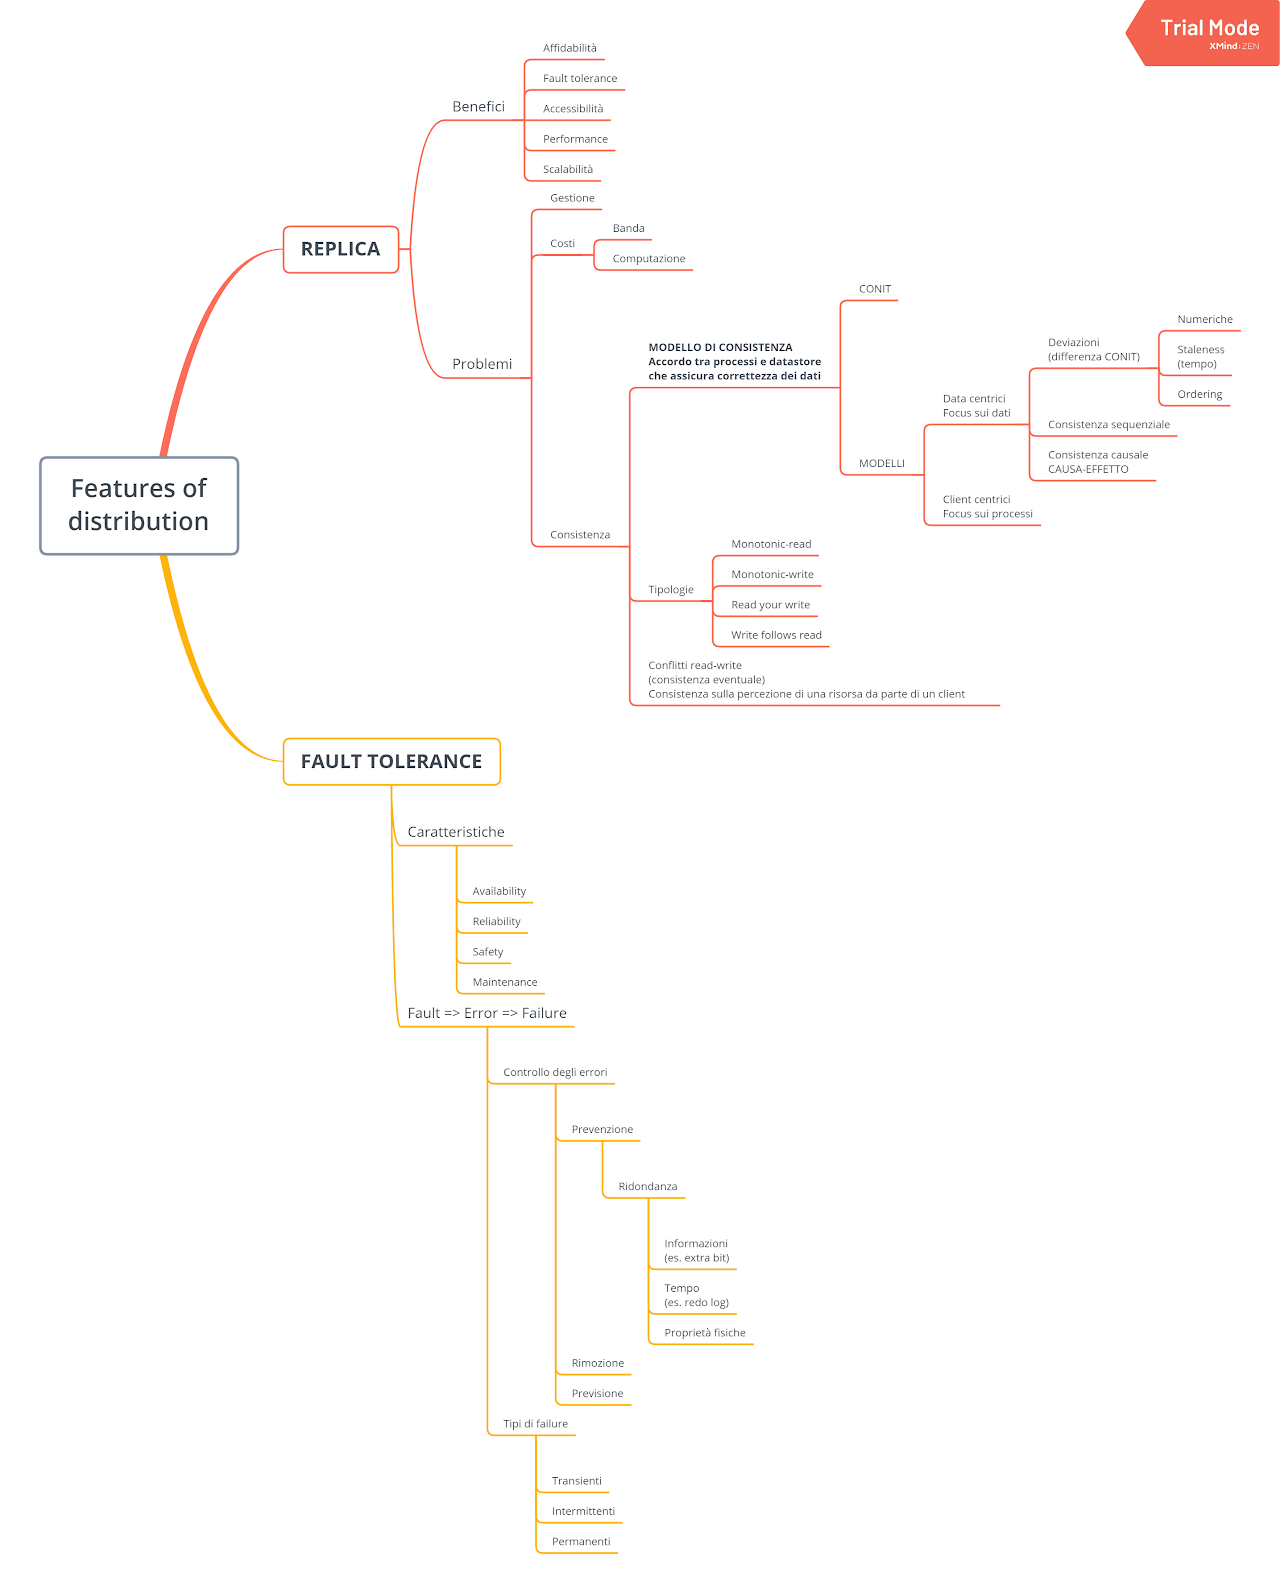 Trial Mode
XMind:ZEN
Features of
distribution
REPLICA
Benefici
Affidabilità
Fault tolerance
Accessibilità
Performance
Scalabilità
Problemi
Gestione
Costi
Banda
Computazione
Consistenza
MODELLO DI CONSISTENZA
Accordo tra processi e datastore
che assicura correttezza dei dati
CONIT
MODELLI
Data centrici
Focus sui dati
Deviazioni
(differenza CONIT)
Numeriche
Staleness
(tempo)
Ordering
Consistenza sequenziale
Consistenza causale
CAUSA-EFFETTO
Client centrici
Focus sui processi
Tipologie
Monotonic-read
Monotonic-write
Read your write
Write follows read
Conflitti read-write
(consistenza eventuale)
Consistenza sulla percezione di una risorsa da parte di un client
FAULT TOLERANCE
Caratteristiche
Availability
Reliability
Safety
Maintenance
Fault => Error => Failure
Controllo degli errori
Prevenzione
Ridondanza
Informazioni
(es. extra bit)
Tempo
(es. redo log)
Proprietà fisiche
Rimozione
Previsione
Tipi di failure
Transienti
Intermittenti
Permanenti